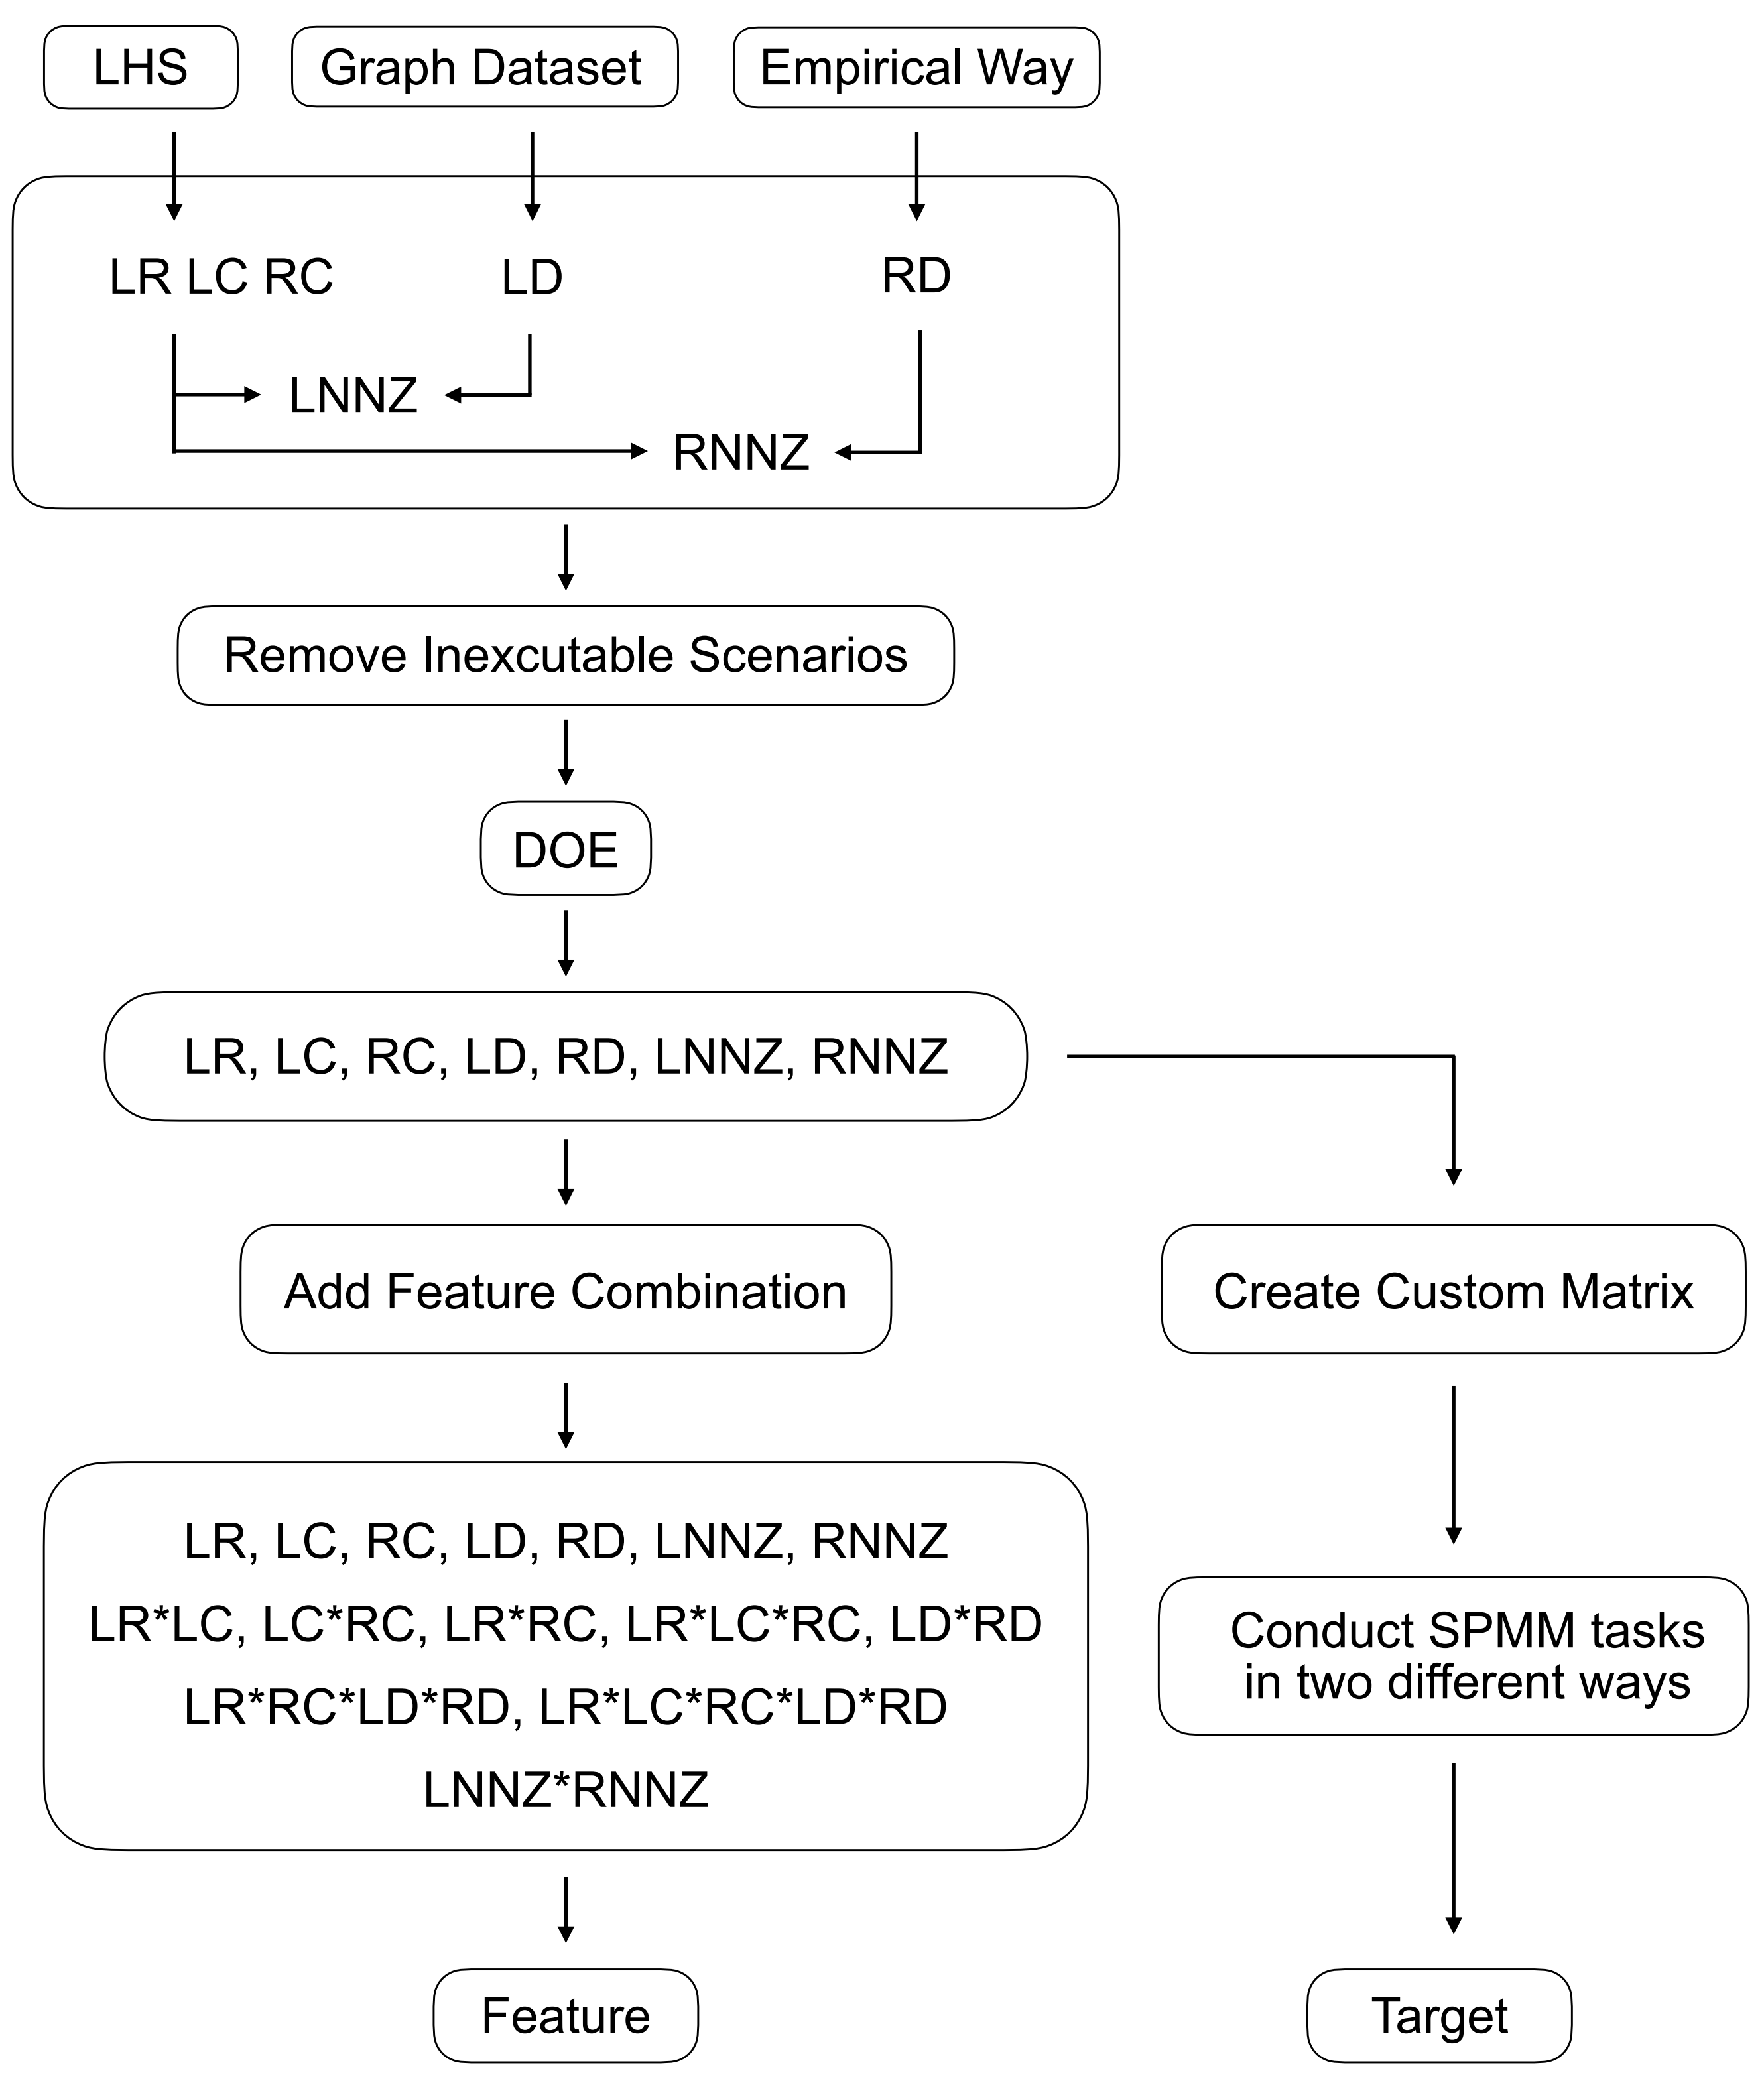 LHS
Graph Dataset
Empirical Way
LR LC RC
LD
RD
LNNZ
RNNZ
Remove Inexcutable Scenarios
DOE
LR, LC, RC, LD, RD, LNNZ, RNNZ
Add Feature Combination
Create Custom Matrix
LR, LC, RC, LD, RD, LNNZ, RNNZ
LR*LC, LC*RC, LR*RC, LR*LC*RC, LD*RD
LR*RC*LD*RD, LR*LC*RC*LD*RD
LNNZ*RNNZ
Conduct SPMM tasks
in two different ways
Feature
Target